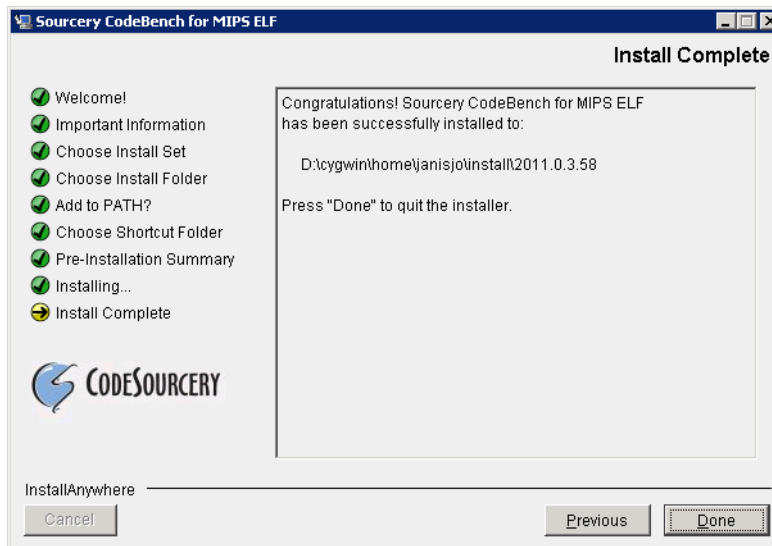 Sourcery CodeBench for MIPS ELF
Install Complete
Welcome!
Important Information
Choose Install Set
Choose Install Folder
Add to PATH?
Choose Shortcut Folder
Pre-Installation Summary
Installing...
Install Complete
CODESOURCERY
Congratulations! Sourcery CodeBench for MIPS ELF
has been successfully installed to:
D:\cygwin\home\janisjo\install\2011.0.3.58
Press "Done" to quit the installer.
InstallAnywhere
Cancel
Previous
Done